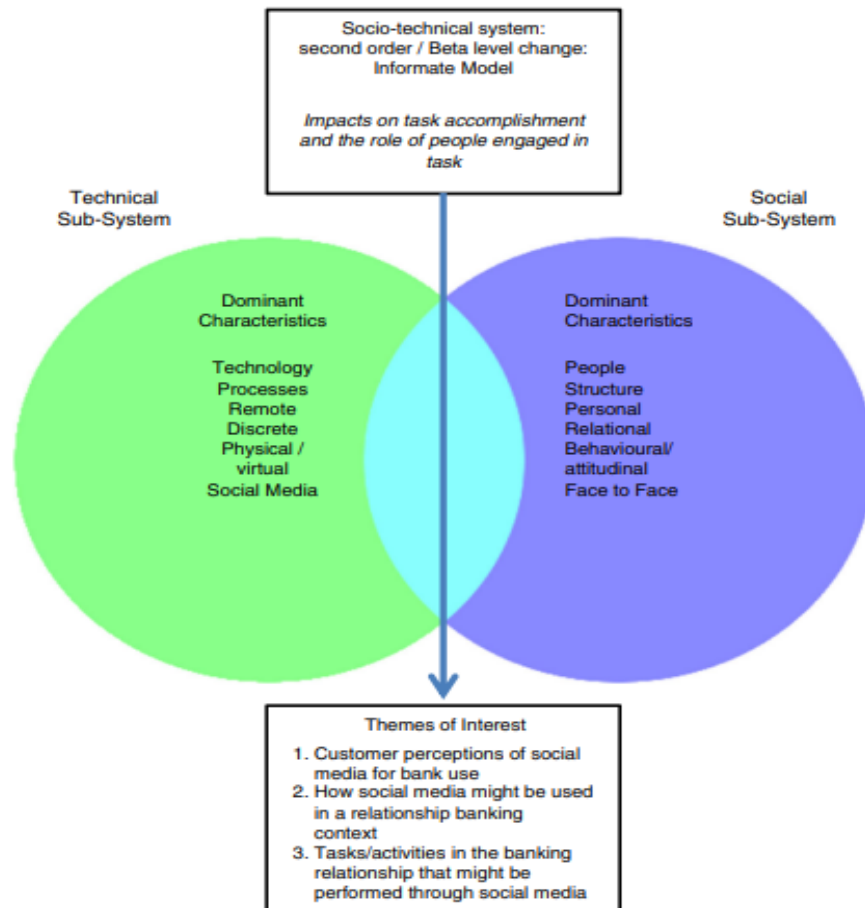 Socio-technical system:
second order / Beta level change:
Informate Model
Impacts on task accomplishment
and the role of people engaged in
task
Technical
Sub-System
Social
Sub-System
Dominant
Characteristics
Technology
Processes
Remote
Discrete
Physical /
virtual
Social Media
Dominant
Characteristics
People
Structure
Personal
Relational
Behavioural/
attitudinal
Face to Face
Themes of Interest
1. Customer perceptions of social
media for bank use
2. How social media might be used
in a relationship banking
context
3. Tasks/activities in the banking
relationship that might be
performed through social media